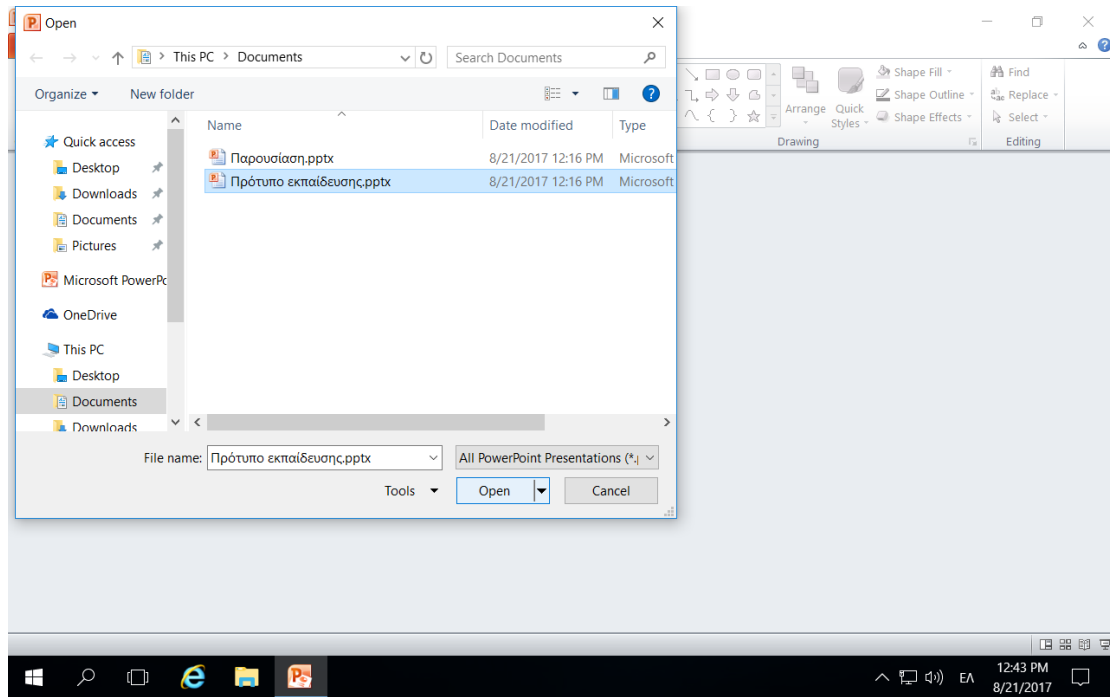 Open
This PC > Documents
Search Documents
Organize
New folder
Shape Fill
Find
Shape Outline
Replace
Arrange
Quick Styles
Shape Effects
Select
Drawing
Editing
Name
Date modified
Type
Quick access
Desktop
Downloads
Documents
Pictures
Microsoft PowerPo
OneDrive
This PC
Desktop
Documents
Downloads
Παρουσίαση.pptx 8/21/2017 12:16 PM Microsoft
Πρότυπο εκπαίδευσης.pptx 8/21/2017 12:16 PM Microsoft
File name: Πρότυπο εκπαίδευσης.pptx
All PowerPoint Presentations (*.p
Tools
Open
Cancel
ΕΛ
12:43 PM
8/21/2017